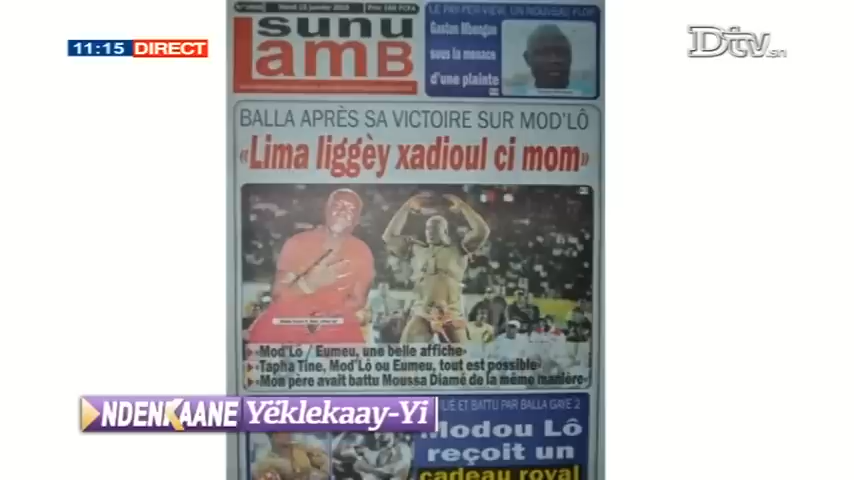 11:15 DIRECT
Dtv.sn
sunu
Lamb
LE PAY-PER-VIEW, UN NOUVEAU FLOP
Gaston Mbengue
sous la menace
d'une plainte
BALLA APRÈS SA VICTOIRE SUR MOD'LÔ
«Lima liggèy xadioul ci mom»
«Mod'Lô / Eumeu, une belle affiche»
«Tapha Tine, Mod'Lô ou Eumeu, tout est possible»
«Mon père avait battu Moussa Diamé de la même manière»
NDENKAANE Yëklekaay-Yi
ET BATTU PAR BALLA GAYE 2
Modou Lô
reçoit un
cadeau royal